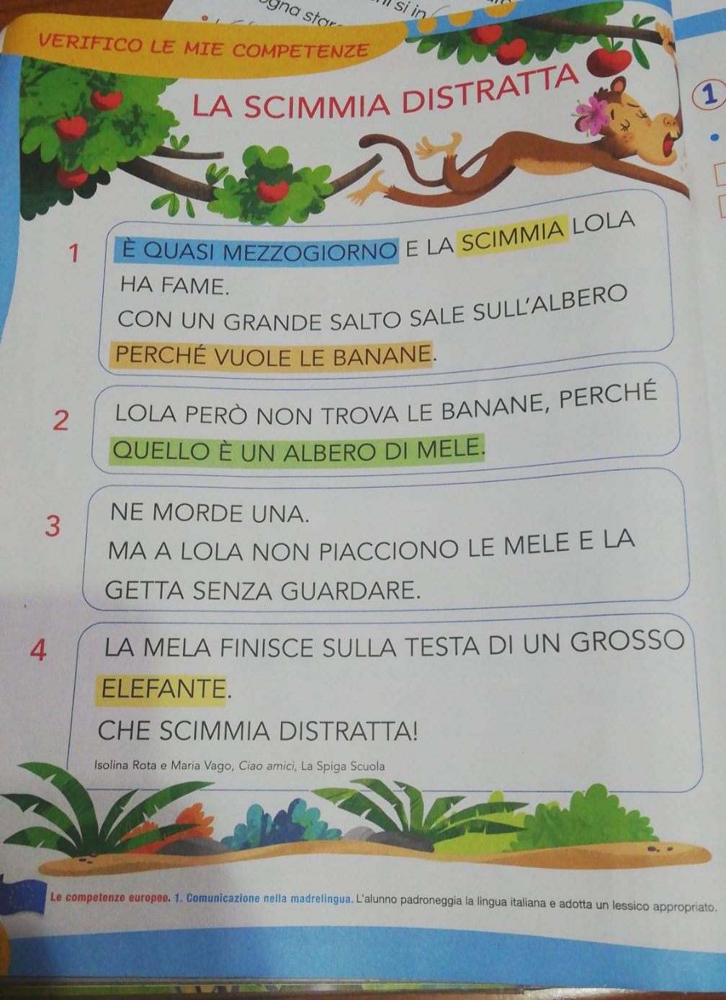 gna star
si in
VERIFICO LE MIE COMPETENZE
LA SCIMMIA DISTRATTA
1
1
È QUASI MEZZOGIORNO E LA SCIMMIA LOLA
HA FAME.
CON UN GRANDE SALTO SALE SULL'ALBERO
PERCHÉ VUOLE LE BANANE.
2
LOLA PERÒ NON TROVA LE BANANE, PERCHÉ
QUELLO È UN ALBERO DI MELE.
3
NE MORDE UNA.
MA A LOLA NON PIACCIONO LE MELE E LA
GETTA SENZA GUARDARE.
4
LA MELA FINISCE SULLA TESTA DI UN GROSSO
ELEFANTE.
CHE SCIMMIA DISTRATTA!
Isolina Rota e Maria Vago, Ciao amici, La Spiga Scuola
Le competenze europee. 1. Comunicazione nella madrelingua. L'alunno padroneggia la lingua italiana e adotta un lessico appropriato.